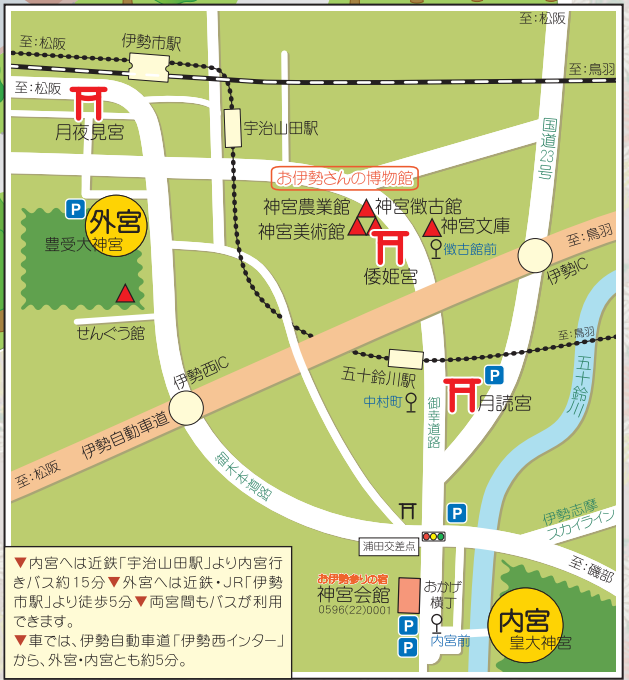 至:松阪
至:松阪
伊勢市駅
至:鳥羽
至:松阪
月夜見宮
宇治山田駅
国道23号
お伊勢さんの博物館
神宮農業館
神宮徴古館
神宮美術館
神宮文庫
徴古館前
倭姫宮
P
外宮
豊受大神宮
至:鳥羽
伊勢IC
せんぐう館
至:鳥羽
伊勢西IC
五十鈴川駅
中村町
P
月読宮
五十鈴川
御幸道路
伊勢自動車道
至:松阪
御木本道路
P
伊勢志摩
スカイライン
浦田交差点
至:磯部
お伊勢参りの宿
神宮会館
0596(22)0001
おかげ
横丁
P
P
内宮前
内宮
皇大神宮
▼内宮へは近鉄「宇治山田駅」より内宮行
きバス約15分▼外宮へは近鉄・JR「伊勢
市駅」より徒歩5分▼両宮間もバスが利用
できます。
▼車では、伊勢自動車道「伊勢西インター」
から、外宮・内宮とも約5分。